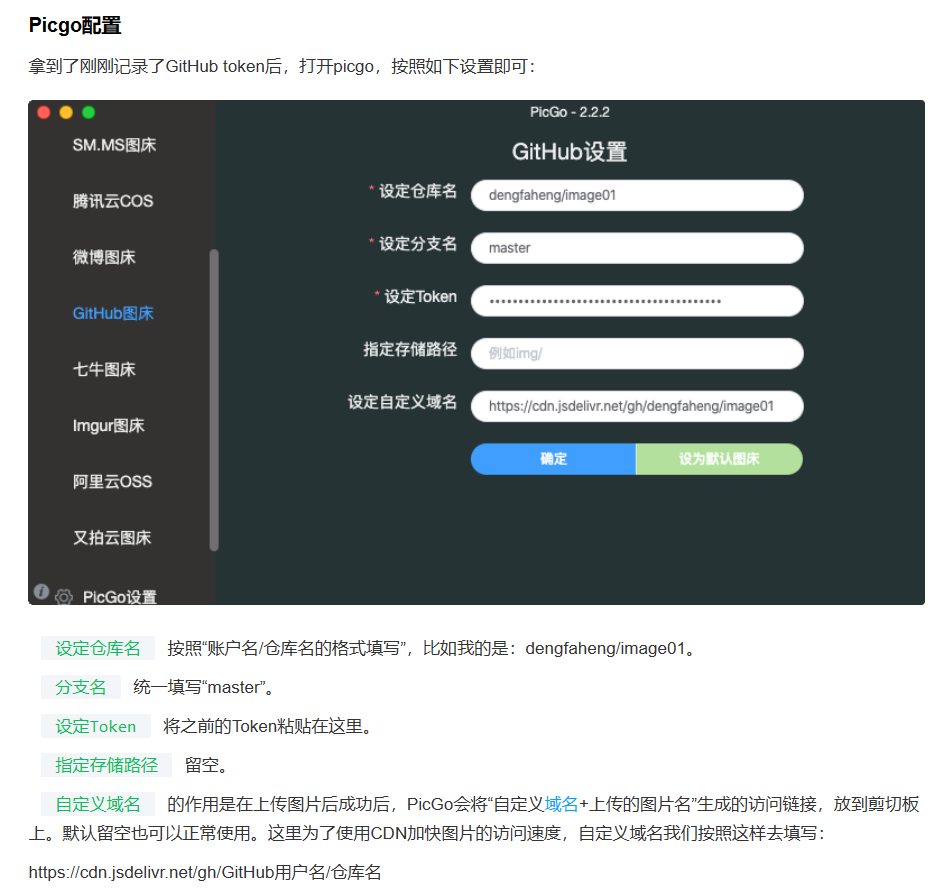 Picgo配置
拿到了刚刚记录了GitHub token后，打开picgo，按照如下设置即可：
PicGo - 2.2.2
SM.MS图床
腾讯云COS
微博图床
GitHub图床
七牛图床
Imgur图床
阿里云OSS
又拍云图床
PicGo设置
GitHub设置
* 设定仓库名 dengfaheng/image01
* 设定分支名 master
* 设定Token ••••••••••••••••••••••••••••••••••••••••
指定存储路径 例如img/
设定自定义域名 https://cdn.jsdelivr.net/gh/dengfaheng/image01
确定 设为默认图床
设定仓库名 按照“账户名/仓库名的格式填写”，比如我的是：dengfaheng/image01。
分支名 统一填写“master”。
设定Token 将之前的Token粘贴在这里。
指定存储路径 留空。
自定义域名 的作用是在上传图片后成功后，PicGo会将“自定义域名+上传的图片名”生成的访问链接，放到剪切板
上。默认留空也可以正常使用。这里为了使用CDN加快图片的访问速度，自定义域名我们按照这样去填写：
https://cdn.jsdelivr.net/gh/GitHub用户名/仓库名